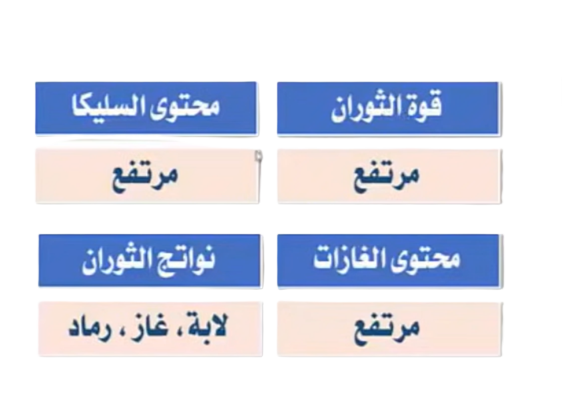 قوة الثوران
محتوى السليكا
مرتفع
مرتفع
محتوى الغازات
نواتج الثوران
مرتفع
لابة، غاز، رماد